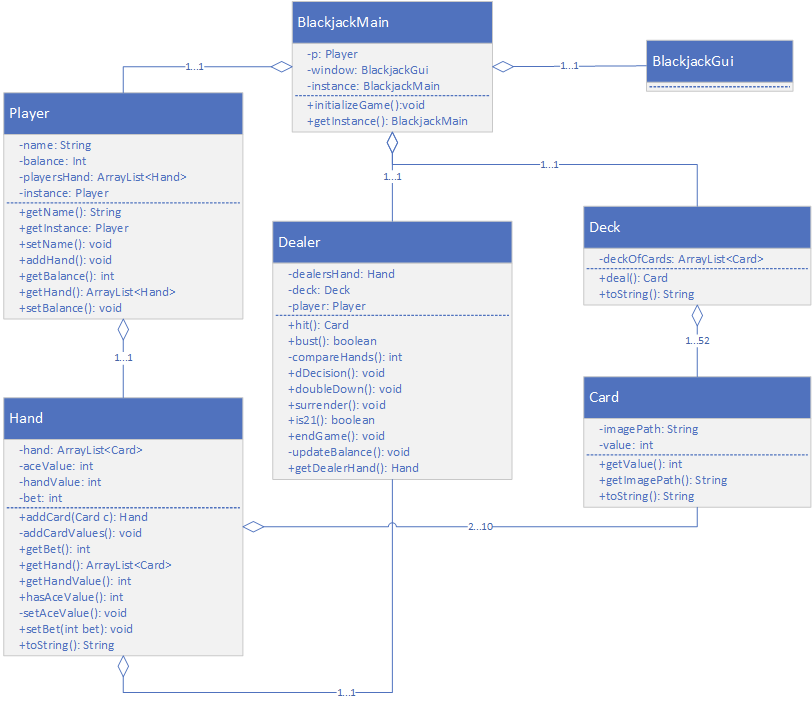 BlackjackMain
-p: Player
-window: BlackjackGui
-instance: BlackjackMain
+initializeGame():void
+getInstance(): BlackjackMain
1...1
1...1
BlackjackGui
Player
-name: String
-balance: Int
-playersHand: ArrayList<Hand>
-instance: Player
+getName(): String
+getInstance: Player
+setName(): void
+addHand(): void
+getBalance(): int
+getHand(): ArrayList<Hand>
+setBalance(): void
1...1
1...1
Dealer
-dealersHand: Hand
-deck: Deck
-player: Player
+hit(): Card
+bust(): boolean
-compareHands(): int
+dDecision(): void
+doubleDown(): void
+surrender(): void
+is21(): boolean
+endGame(): void
-updateBalance(): void
+getDealerHand(): Hand
Deck
-deckOfCards: ArrayList<Card>
+deal(): Card
+toString(): String
1...52
1...1
Card
-imagePath: String
-value: int
+getValue(): int
+getImagePath(): String
+toString(): String
Hand
-hand: ArrayList<Card>
-aceValue: int
-handValue: int
-bet: int
+addCard(Card c): Hand
-addCardValues(): void
+getBet(): int
+getHand(): ArrayList<Card>
+getHandValue(): int
+hasAceValue(): int
-setAceValue(): void
+setBet(int bet): void
+toString(): String
2...10
1...1